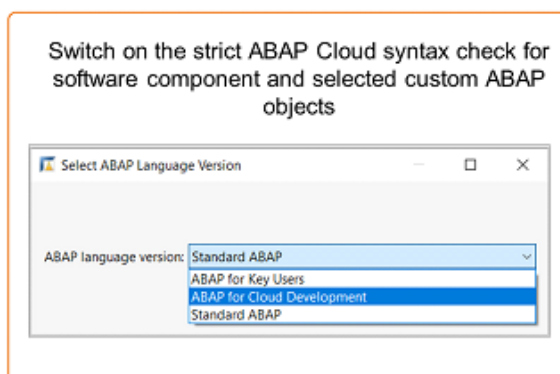 Switch on the strict ABAP Cloud syntax check for
software component and selected custom ABAP
objects
Select ABAP Language Version
ABAP language version: Standard ABAP
ABAP for Key Users
ABAP for Cloud Development
Standard ABAP